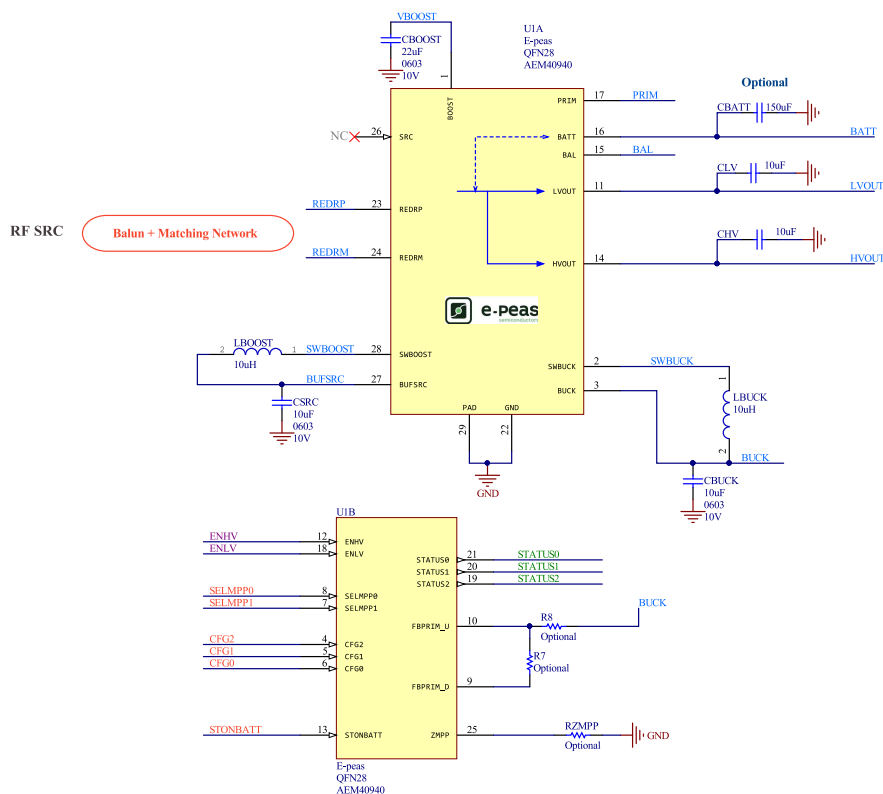 VBOOST
CBOOST
22uF
0603
10V
1
BOOST
U1A
E-peas
QFN28
AEM40940
Optional
PRIM
17
PRIM
CBATT
150uF
BATT
16
BATT
BAL
15
BAL
NC
26
SRC
CLV
10uF
LVOUT
11
LVOUT
REDRP
23
REDRP
RF SRC
Balun + Matching Network
REDRM
24
REDRM
CHV
10uF
HVOUT
14
HVOUT
e-peas
semiconductors
LBOOST
2
1
10uH
SWBOOST
28
SWBOOST
BUFSRC
27
BUFSRC
CSRC
10uF
0603
10V
SWBUCK
2
SWBUCK
BUCK
3
1
LBUCK
10uH
2
BUCK
CBUCK
10uF
0603
10V
PAD
GND
29
22
GND
U1B
ENHV
12
ENHV
ENLV
18
ENLV
STATUS0
21
STATUS0
STATUS1
20
STATUS1
STATUS2
19
STATUS2
SELMPP0
8
SELMPP0
SELMPP1
7
SELMPP1
FBPRIM_U
10
R8
Optional
BUCK
CFG2
4
CFG2
CFG1
5
CFG1
CFG0
6
CFG0
R7
Optional
FBPRIM_D
9
STONBATT
13
STONBATT
ZMPP
25
RZMPP
Optional
GND
E-peas
QFN28
AEM40940